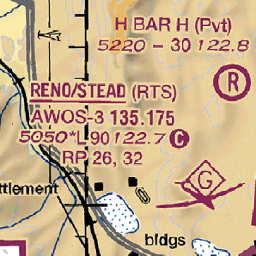 H BAR H (Pvt)
5220 - 30 122.8
R
RENO/STEAD (RTS)
AWOS-3 135.175
5050 *L 90 122.7 C
RP 26, 32
G
ttlement
bldgs